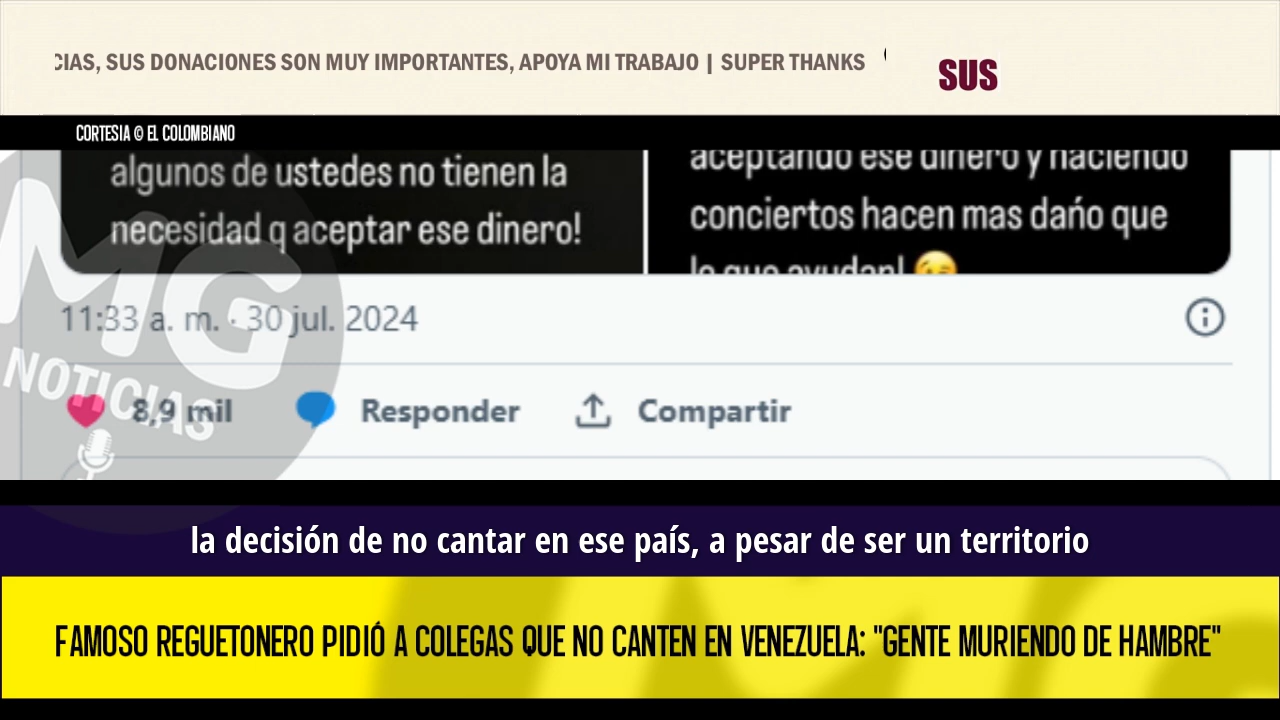 CIAS, SUS DONACIONES SON MUY IMPORTANTES, APOYA MI TRABAJO | SUPER THANKS
SUS
CORTESIA © EL COLOMBIANO
algunos de ustedes no tienen la
necesidad q aceptar ese dinero!
aceptando ese dinero y haciendo
conciertos hacen mas daño que
lo que ayudan! 😉
11:33 a. m. · 30 jul. 2024
8,9 mil Responder Compartir
MG
NOTICIAS
la decisión de no cantar en ese país, a pesar de ser un territorio
FAMOSO REGUETONERO PIDIÓ A COLEGAS QUE NO CANTEN EN VENEZUELA: "GENTE MURIENDO DE HAMBRE"